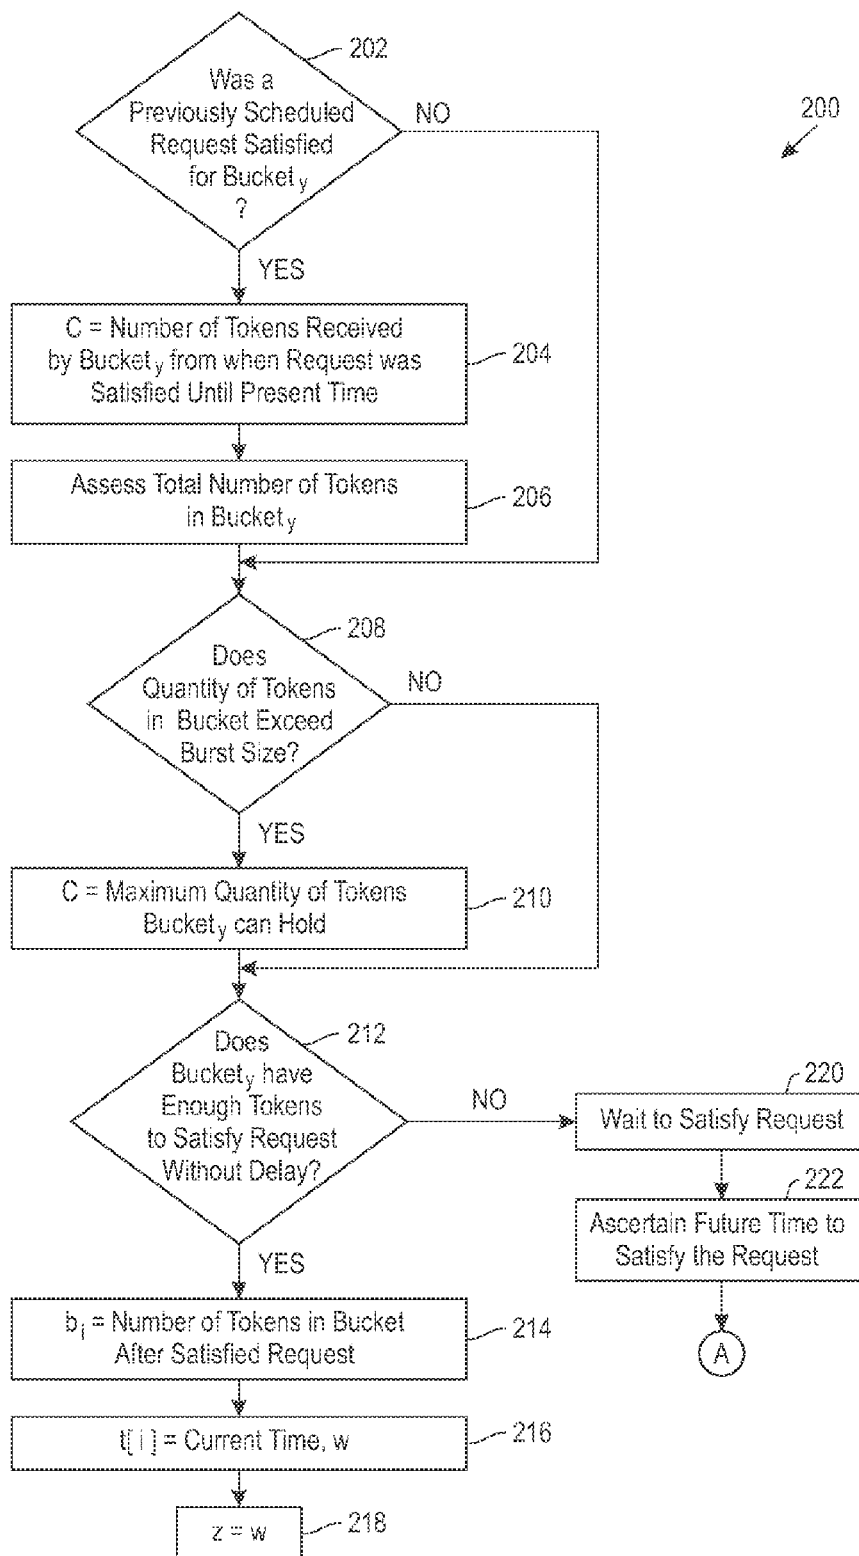 202
Was a
Previously Scheduled
Request Satisfied
for Bucket y
?
NO
200
YES
C = Number of Tokens Received
by Bucket y from when Request was
Satisfied Until Present Time
204
Assess Total Number of Tokens
in Bucket y
206
208
Does
Quantity of Tokens
in Bucket Exceed
Burst Size?
NO
YES
C = Maximum Quantity of Tokens
Bucket y can Hold
210
212
Does
Bucket y have
Enough Tokens
to Satisfy Request
Without Delay?
NO
220
Wait to Satisfy Request
222
Ascertain Future Time to
Satisfy the Request
A
YES
b i = Number of Tokens in Bucket
After Satisfied Request
214
t[ i ] = Current Time, w
216
z = w
218